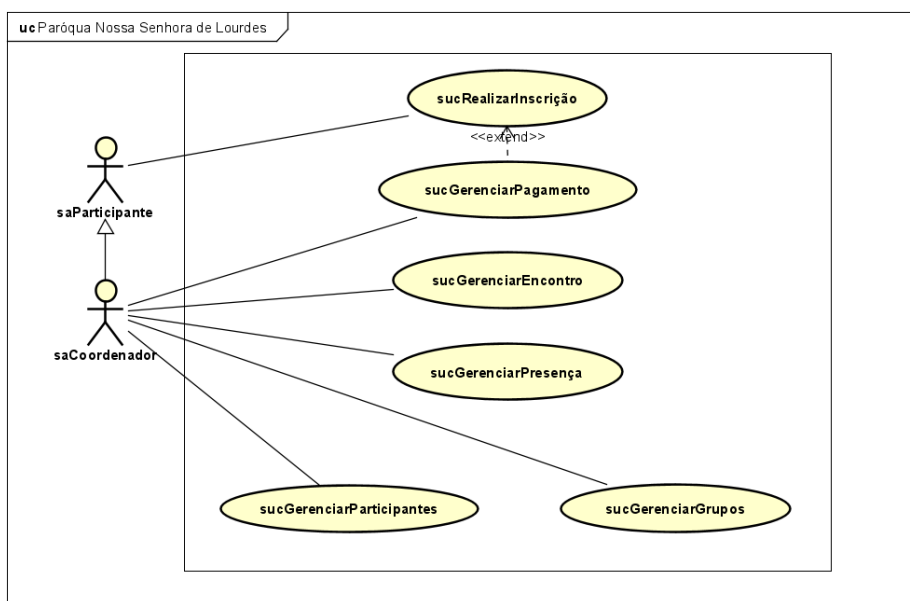 uc Paróqua Nossa Senhora de Lourdes
sucRealizarInscrição
<<extend>>
sucGerenciarPagamento
saParticipante
sucGerenciarEncontro
saCoordenador
sucGerenciarPresença
sucGerenciarParticipantes
sucGerenciarGrupos